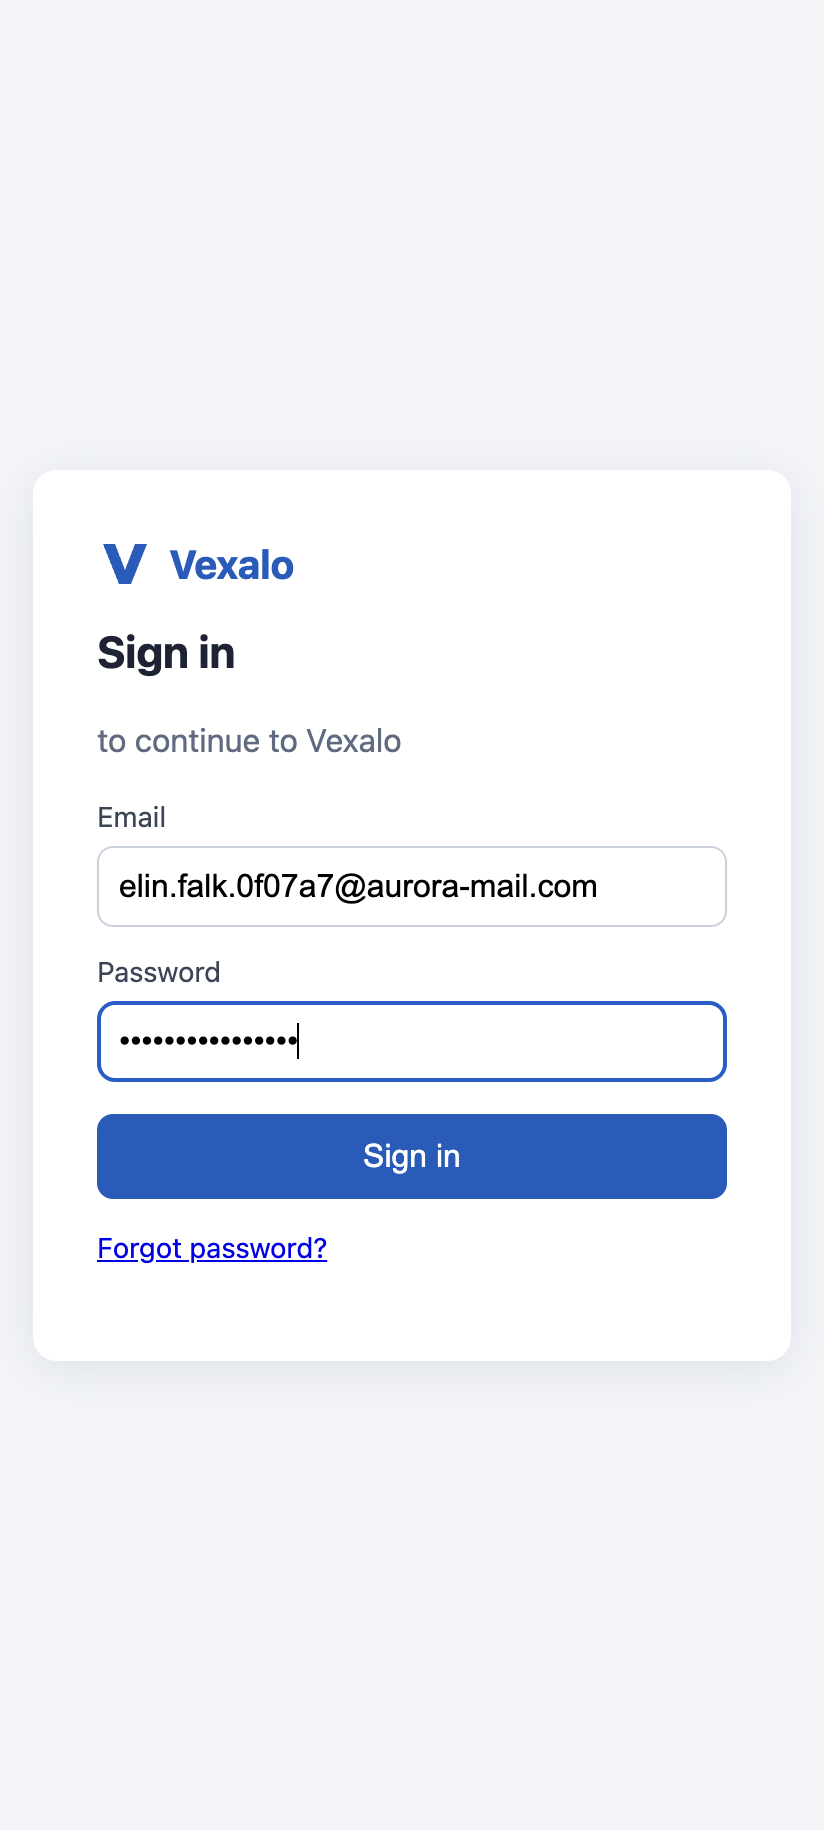 Vexalo
Sign in
to continue to Vexalo
Email
elin.falk.0f07a7@aurora-mail.com
Password
••••••••••••••••
Sign in
Forgot password?